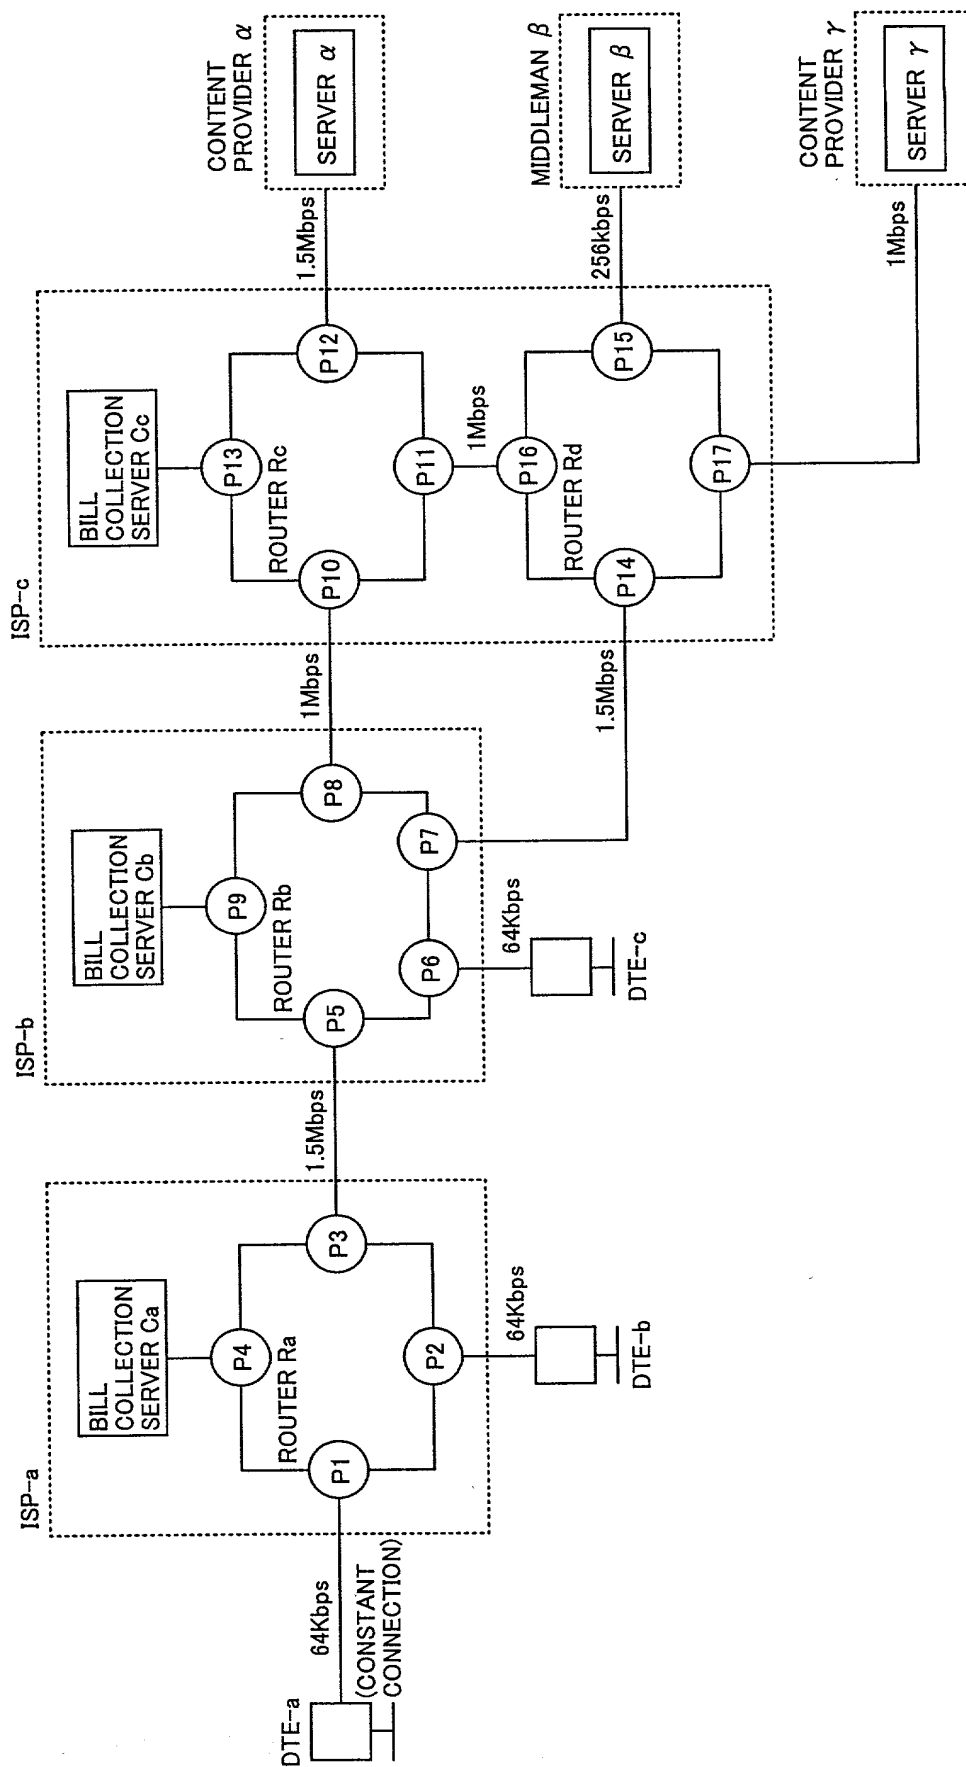 ISP-a
BILL
COLLECTION
SERVER Ca
P4
ROUTER Ra
P1
P3
P2
DTE-a
64Kbps
(CONSTANT
CONNECTION)
64Kbps
DTE-b
1.5Mbps
ISP-b
BILL
COLLECTION
SERVER Cb
P9
ROUTER Rb
P5
P8
P6
P7
64Kbps
DTE-c
1Mbps
1.5Mbps
ISP-c
BILL
COLLECTION
SERVER Cc
P13
ROUTER Rc
P10
P12
P11
1Mbps
P16
ROUTER Rd
P14
P15
P17
1.5Mbps
CONTENT
PROVIDER α
SERVER α
256kbps
MIDDLEMAN β
SERVER β
1Mbps
CONTENT
PROVIDER γ
SERVER γ